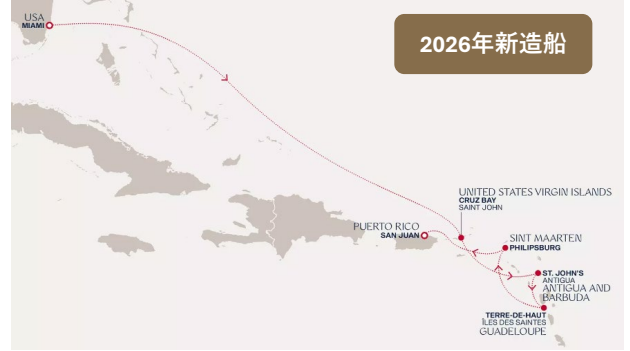 USA
MIAMI
2026年新造船
UNITED STATES VIRGIN ISLANDS
CRUZ BAY
SAINT JOHN
PUERTO RICO
SAN JUAN
SINT MAARTEN
PHILIPSBURG
ST. JOHN'S
ANTIGUA
ANTIGUA AND
BARBUDA
TERRE-DE-HAUT
ÎLES DES SAINTES
GUADELOUPE